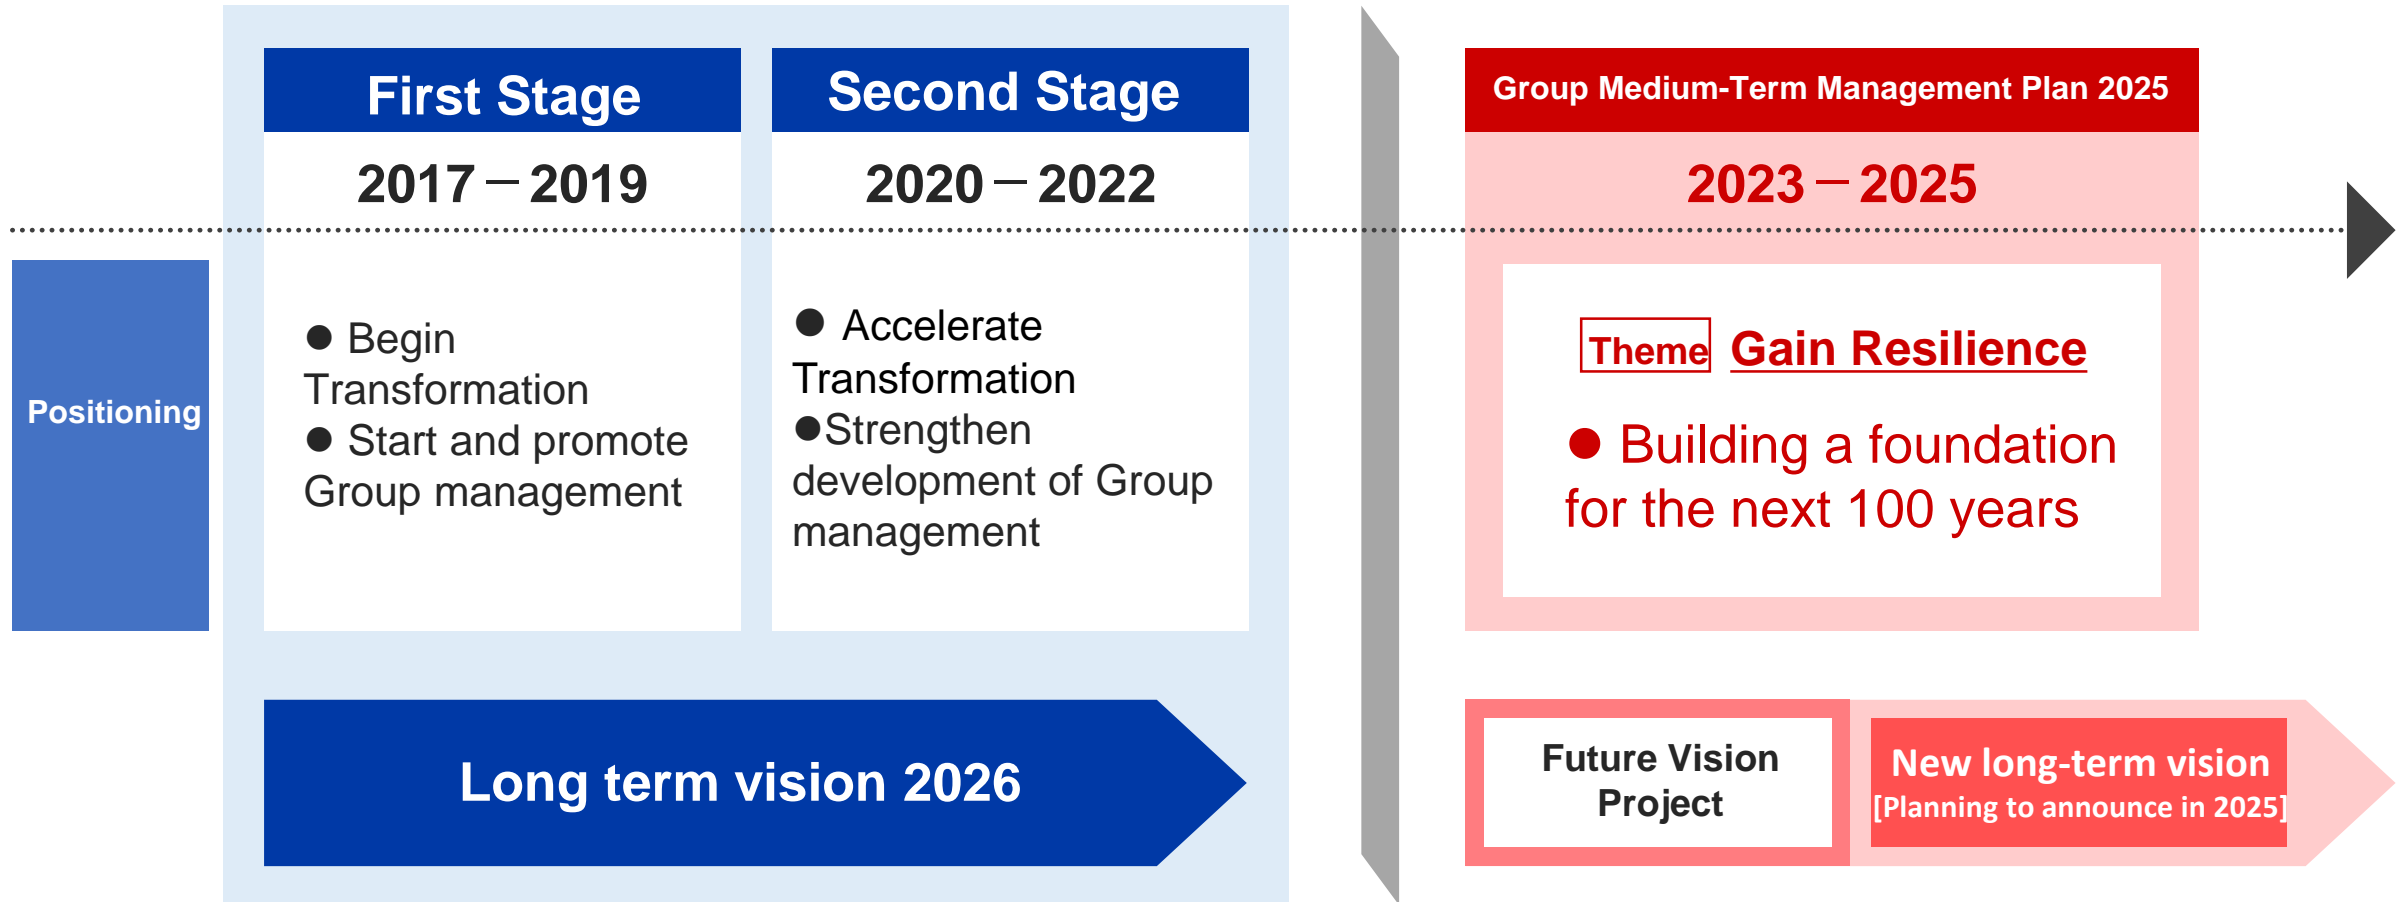 First Stage
2017－2019
Second Stage
2020－2022
Group Medium-Term Management Plan 2025
2023－2025
Positioning
● Begin
Transformation
● Start and promote
Group management
● Accelerate
Transformation
●Strengthen
development of Group
management
Theme Gain Resilience
● Building a foundation
for the next 100 years
Long term vision 2026
Future Vision
Project
New long-term vision
[Planning to announce in 2025]